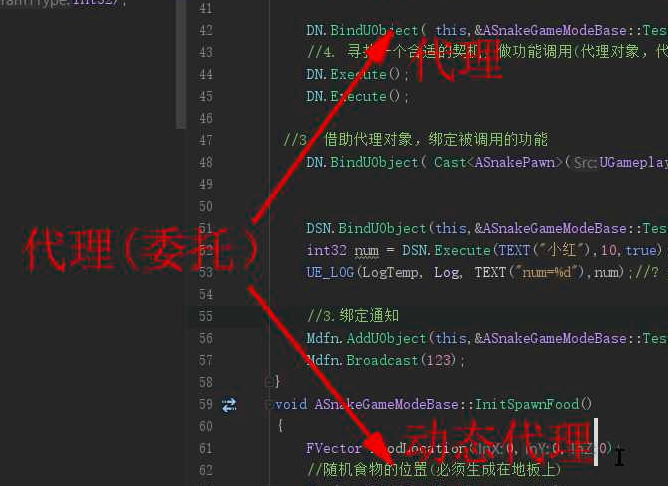 ramType:int32);
41
42 DN.BindUObject( this,&ASnakeGameModeBase::Tes
43 //4. 寻找一个合适的契机,做功能调用(代理对象,代
44 DN.Execute();
45 DN.Execute();
46
47 //3 借助代理对象,绑定被调用的功能
48 DN.BindUObject( Cast<ASnakePawn>(Src:UGameplay
49
50
51 DSN.BindUObject(this,&ASnakeGameModeBase::Tes
52 int32 num = DSN.Execute(TEXT("小红"),10,true)
53 UE_LOG(LogTemp, Log, TEXT("num=%d"),num);//?
54
55 //3.绑定通知
56 Mdfn.AddUObject(this,&ASnakeGameModeBase::Tes
57 Mdfn.Broadcast(123);
58 }
59 void ASnakeGameModeBase::InitSpawnFood()
60 {
61 FVector FoodLocation(InX:0,InY:0,InZ:0);
62 //随机食物的位置(必须生成在地板上)
代理
代理(委托)
动态代理